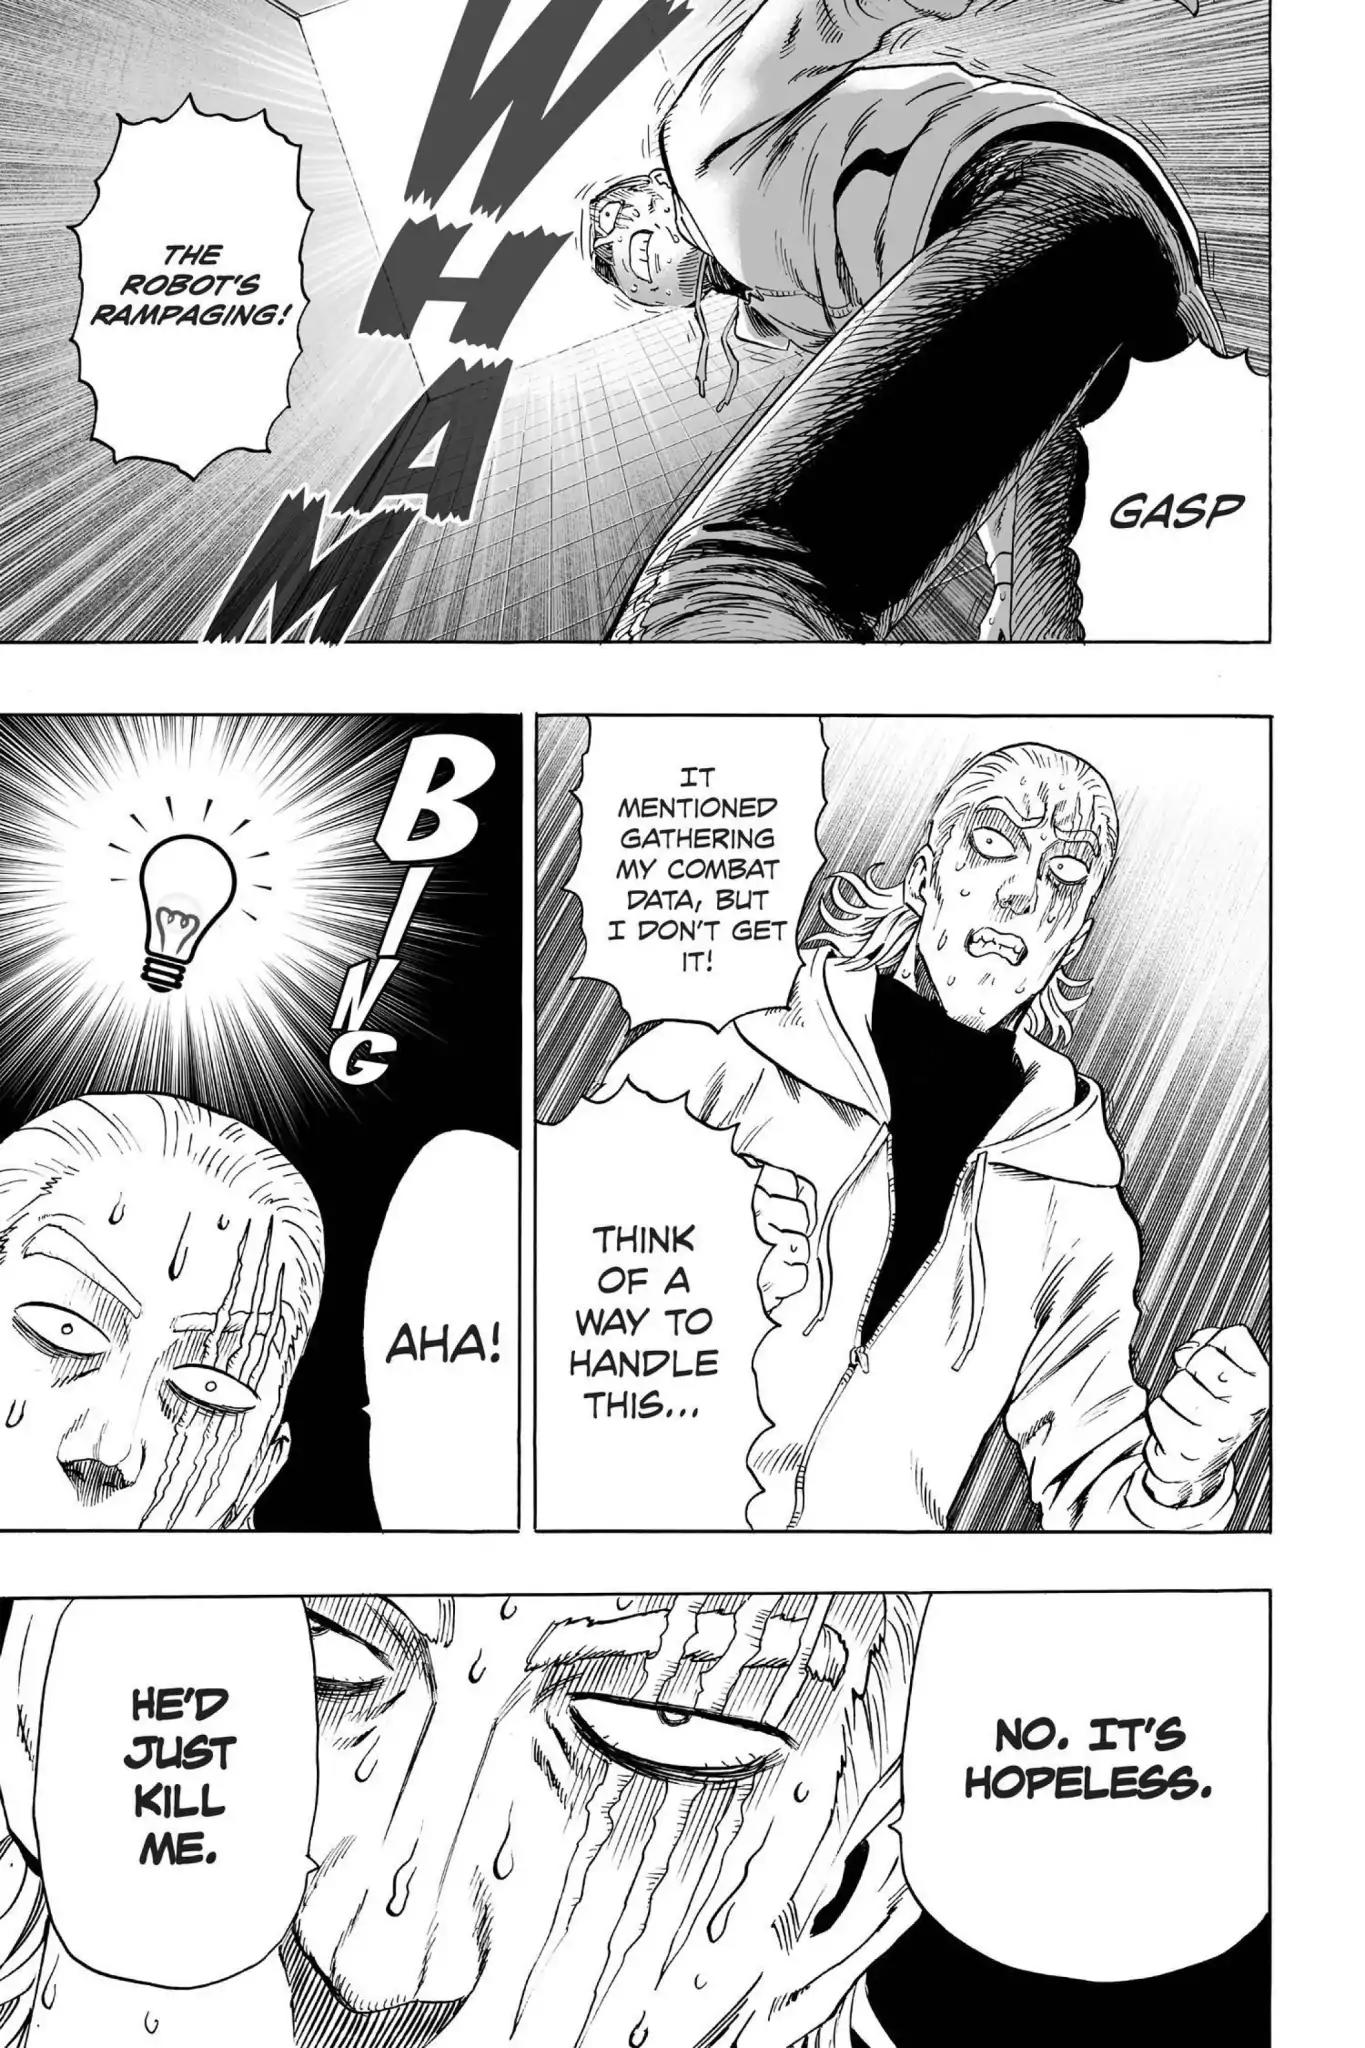 GASP
WHAM
THE
ROBOT'S
RAMPAGING!
IT
MENTIONED
GATHERING
MY COMBAT
DATA, BUT
I DON'T GET
IT!
THINK
OF A
WAY TO
HANDLE
THIS...
BING
AHA!
NO. IT'S
HOPELESS.
HE'D
JUST
KILL
ME.